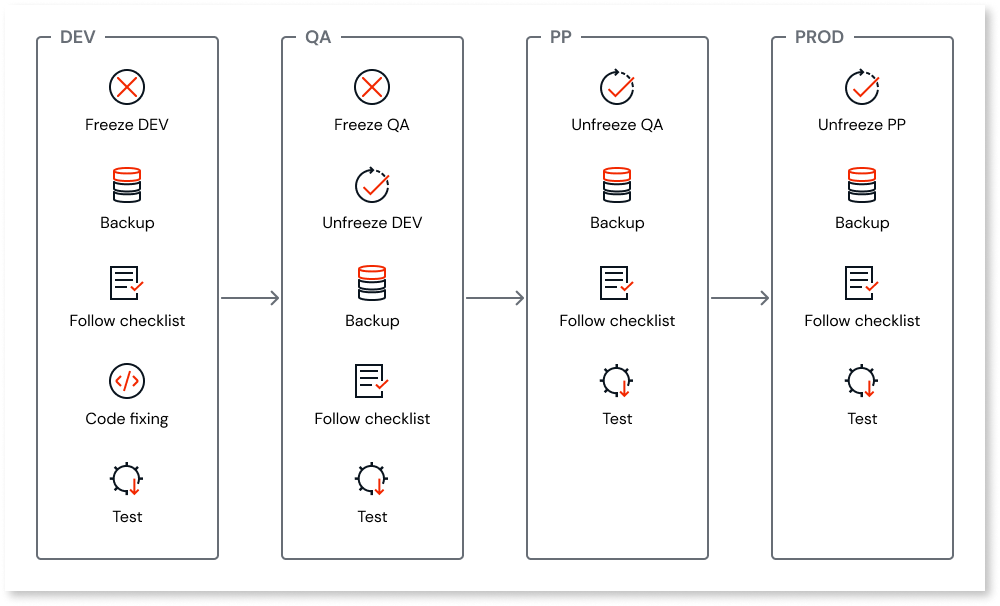 DEV
Freeze DEV
Backup
Follow checklist
Code fixing
Test
QA
Freeze QA
Unfreeze DEV
Backup
Follow checklist
Test
PP
Unfreeze QA
Backup
Follow checklist
Test
PROD
Unfreeze PP
Backup
Follow checklist
Test